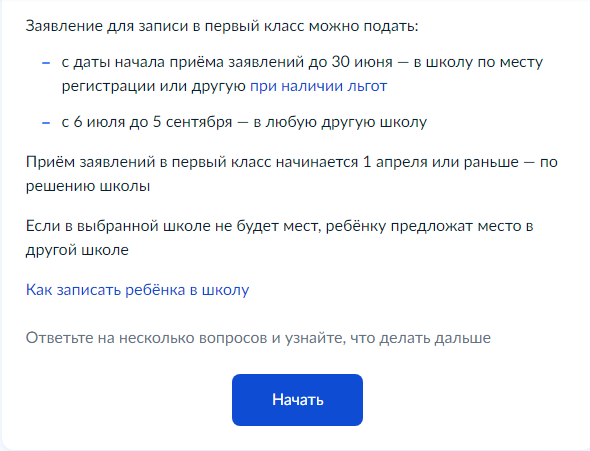 Заявление для записи в первый класс можно подать:
– с даты начала приёма заявлений до 30 июня — в школу по месту
регистрации или другую при наличии льгот
– с 6 июля до 5 сентября — в любую другую школу
Приём заявлений в первый класс начинается 1 апреля или раньше — по
решению школы
Если в выбранной школе не будет мест, ребёнку предложат место в
другой школе
Как записать ребёнка в школу
Ответьте на несколько вопросов и узнайте, что делать дальше
Начать